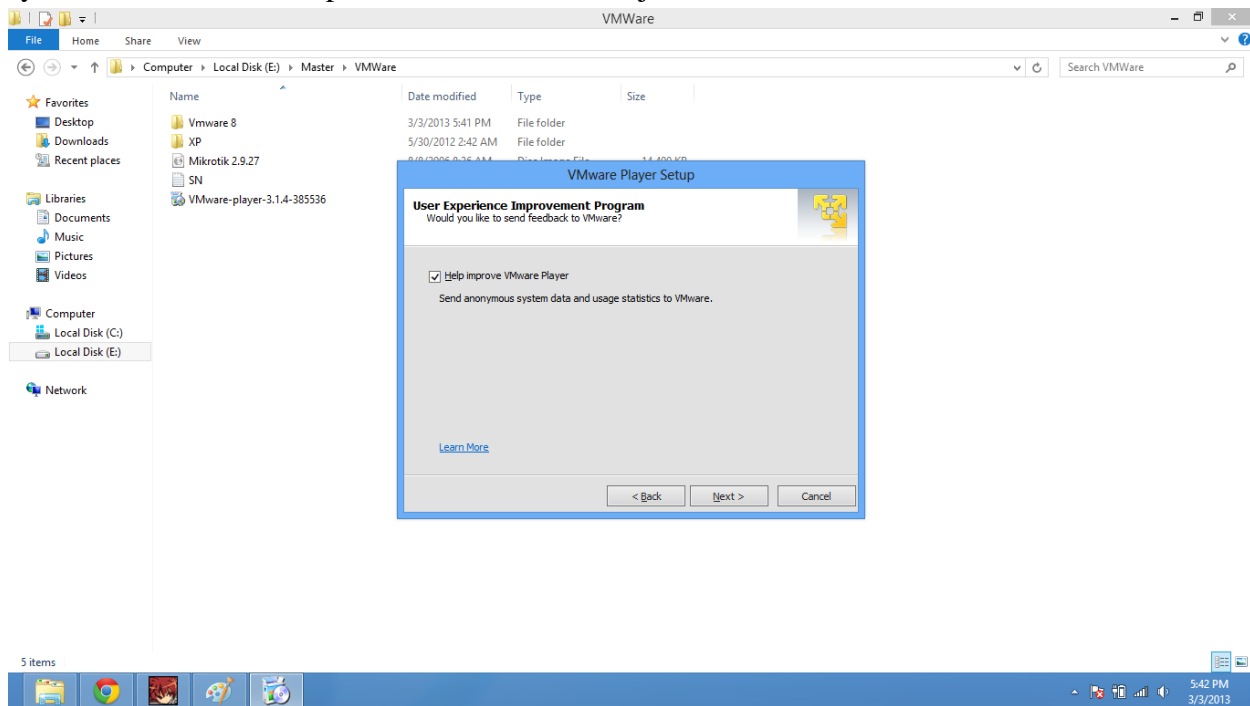 VMWare
File Home Share View
Computer Local Disk (E:) Master VMWare
Search VMWare
Favorites
Desktop
Downloads
Recent places
Libraries
Documents
Music
Pictures
Videos
Computer
Local Disk (C:)
Local Disk (E:)
Network
Name Date modified Type Size
Vmware 8 3/3/2013 5:41 PM File folder
XP 5/30/2012 2:42 AM File folder
Mikrotik 2.9.27
SN
VMware-player-3.1.4-385536
VMware Player Setup
User Experience Improvement Program
Would you like to send feedback to VMware?
Help improve VMware Player
Send anonymous system data and usage statistics to VMware.
Learn More
< Back Next > Cancel
5 items
5:42 PM
3/3/2013